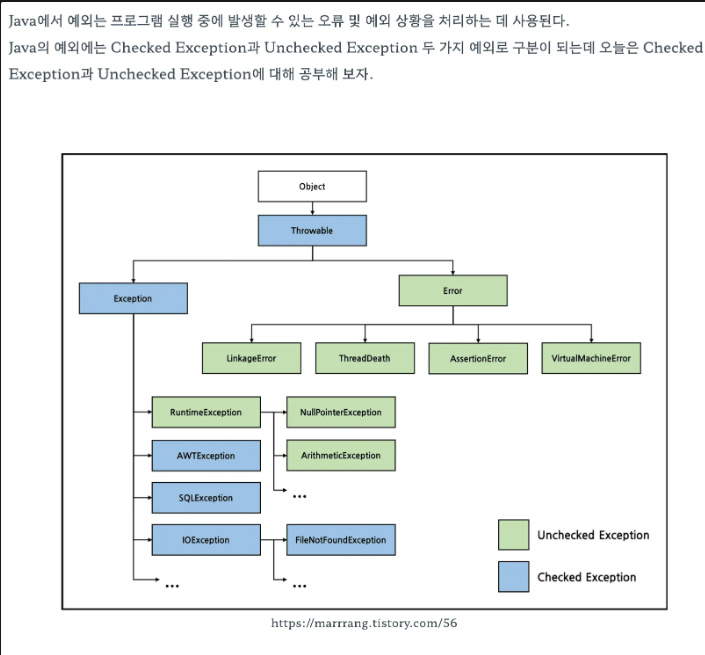 Java에서 예외는 프로그램 실행 중에 발생할 수 있는 오류 및 예외 상황을 처리하는 데 사용된다.
Java의 예외에는 Checked Exception과 Unchecked Exception 두 가지 예외로 구분이 되는데 오늘은 Checked
Exception과 Unchecked Exception에 대해 공부해 보자.
Object
Throwable
Exception
Error
LinkageError
ThreadDeath
AssertionError
VirtualMachineError
RuntimeException
NullPointerException
AWTException
ArithmeticException
SQLException
...
IOException
FileNotFoundException
...
...
Unchecked Exception
Checked Exception
https://marrrang.tistory.com/56